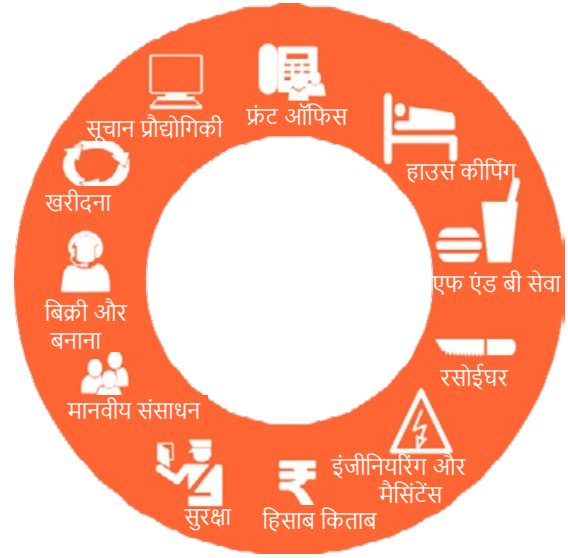 फ्रंट ऑफिस
हाउस कीपिंग
एफ एंड बी सेवा
रसोईघर
इंजीनियरिंग और
मैसिंटेंस
हिसाब किताब
सुरक्षा
मानवीय संसाधन
बिक्री और
बनाना
खरीदना
सूचान प्रौद्योगिकी